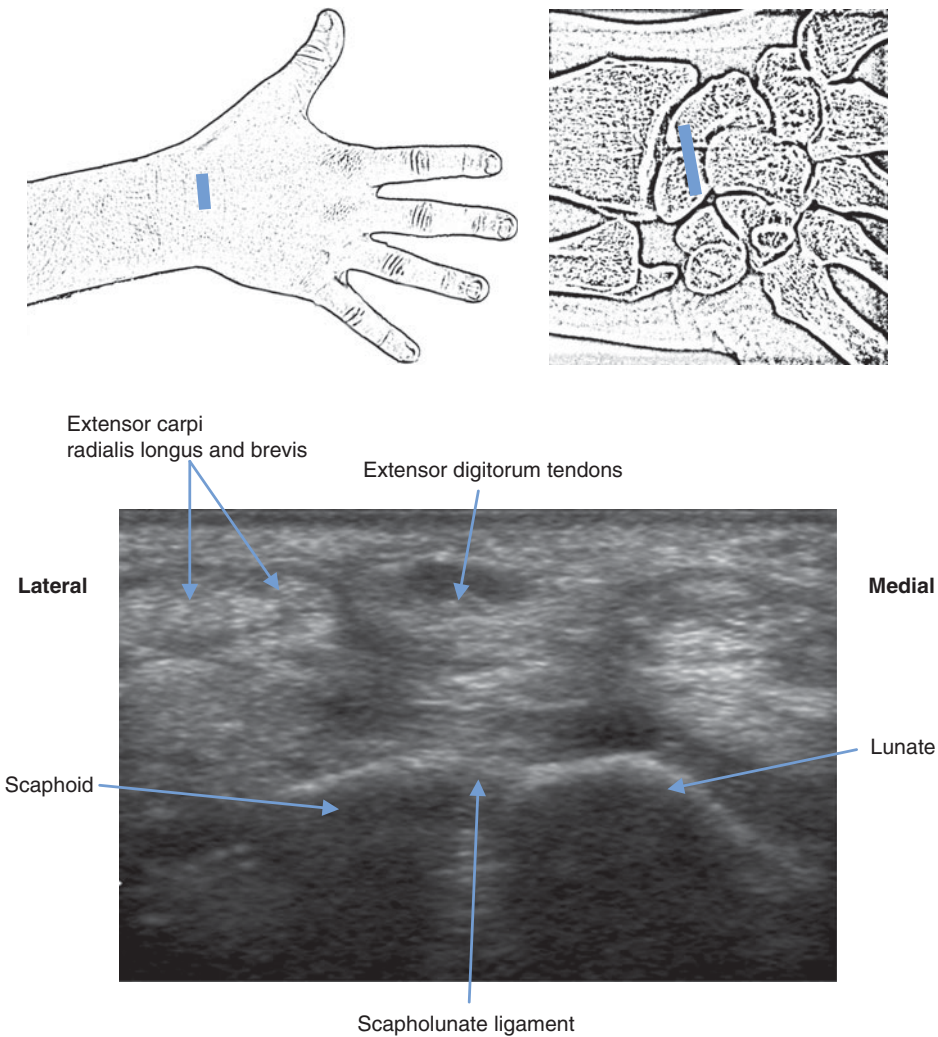 Extensor carpi
radialis longus and brevis
Extensor digitorum tendons
Lateral
Medial
Lunate
Scaphoid
Scapholunate ligament